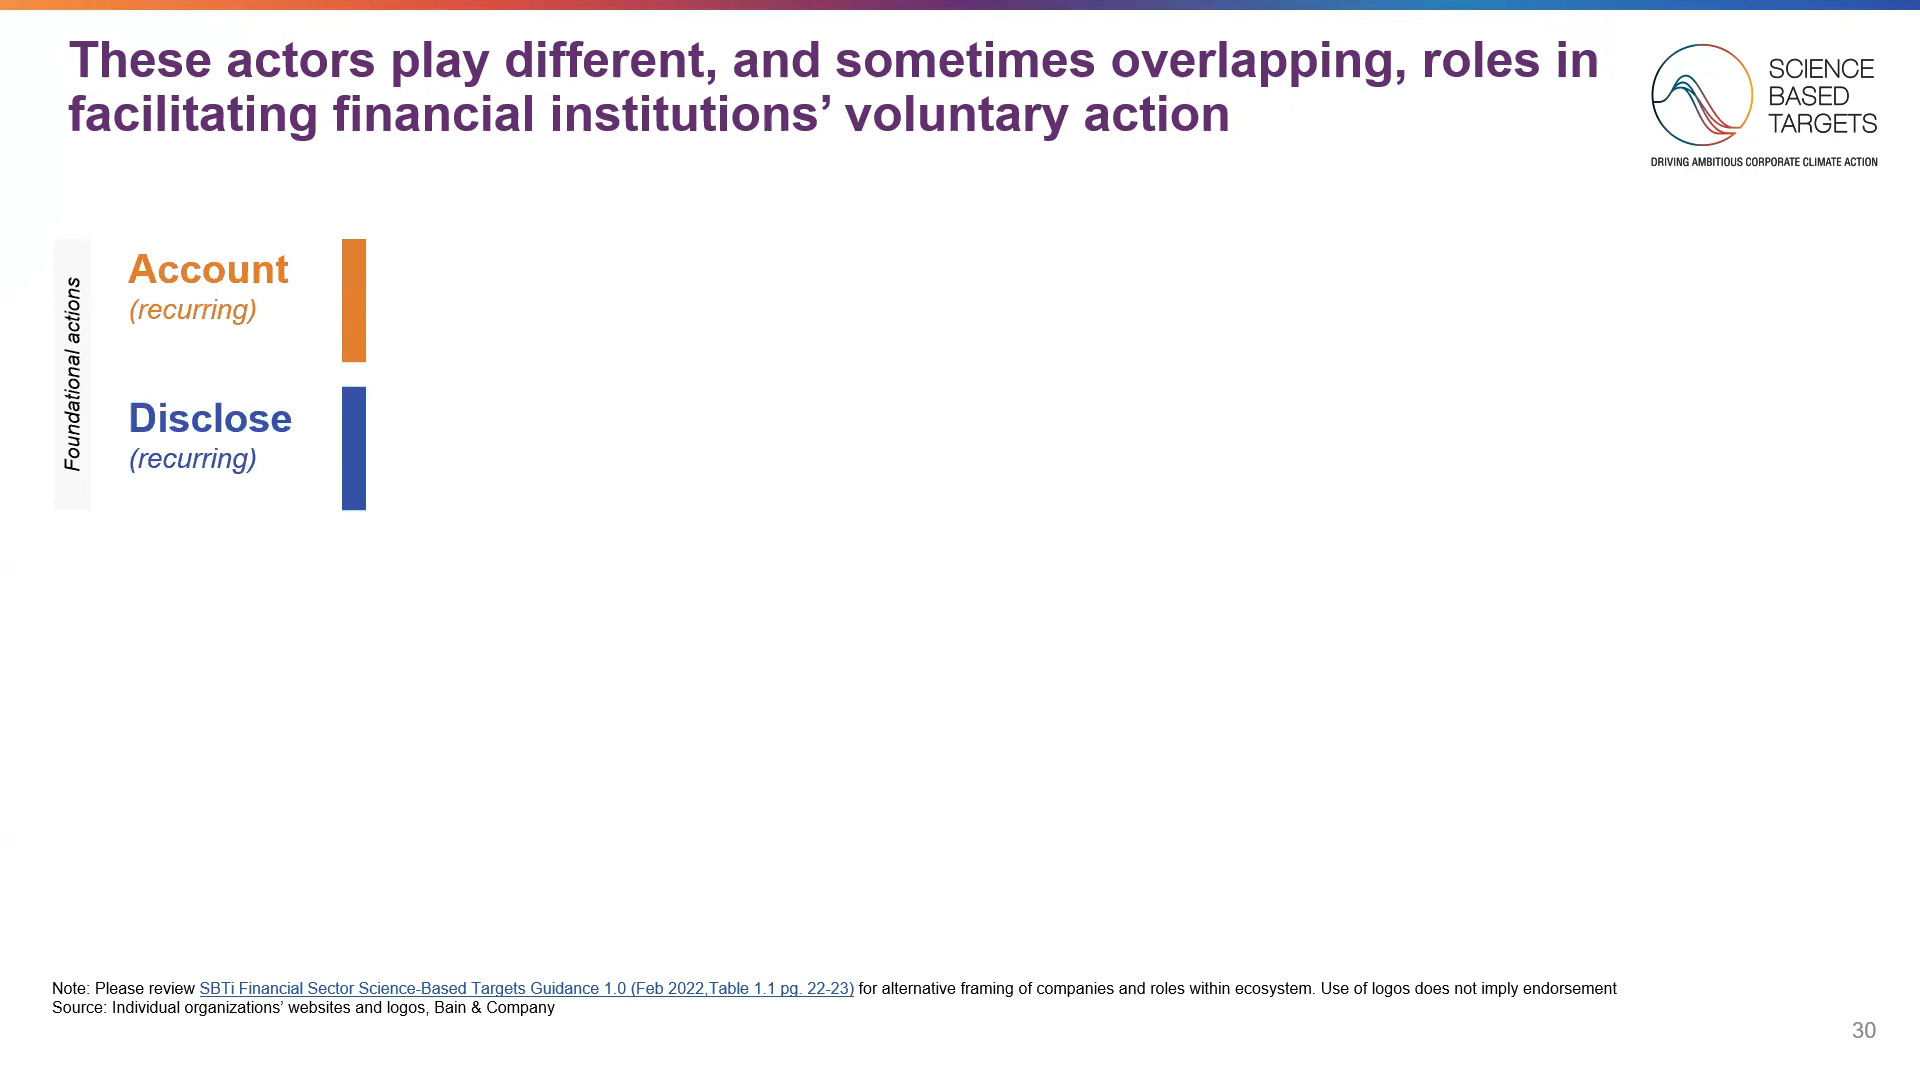 These actors play different, and sometimes overlapping, roles in
facilitating financial institutions’ voluntary action
SCIENCE
BASED
TARGETS
DRIVING AMBITIOUS CORPORATE CLIMATE ACTION
Foundational actions
Account
(recurring)
Disclose
(recurring)
Note: Please review SBTi Financial Sector Science-Based Targets Guidance 1.0 (Feb 2022,Table 1.1 pg. 22-23) for alternative framing of companies and roles within ecosystem. Use of logos does not imply endorsement
Source: Individual organizations’ websites and logos, Bain & Company
30